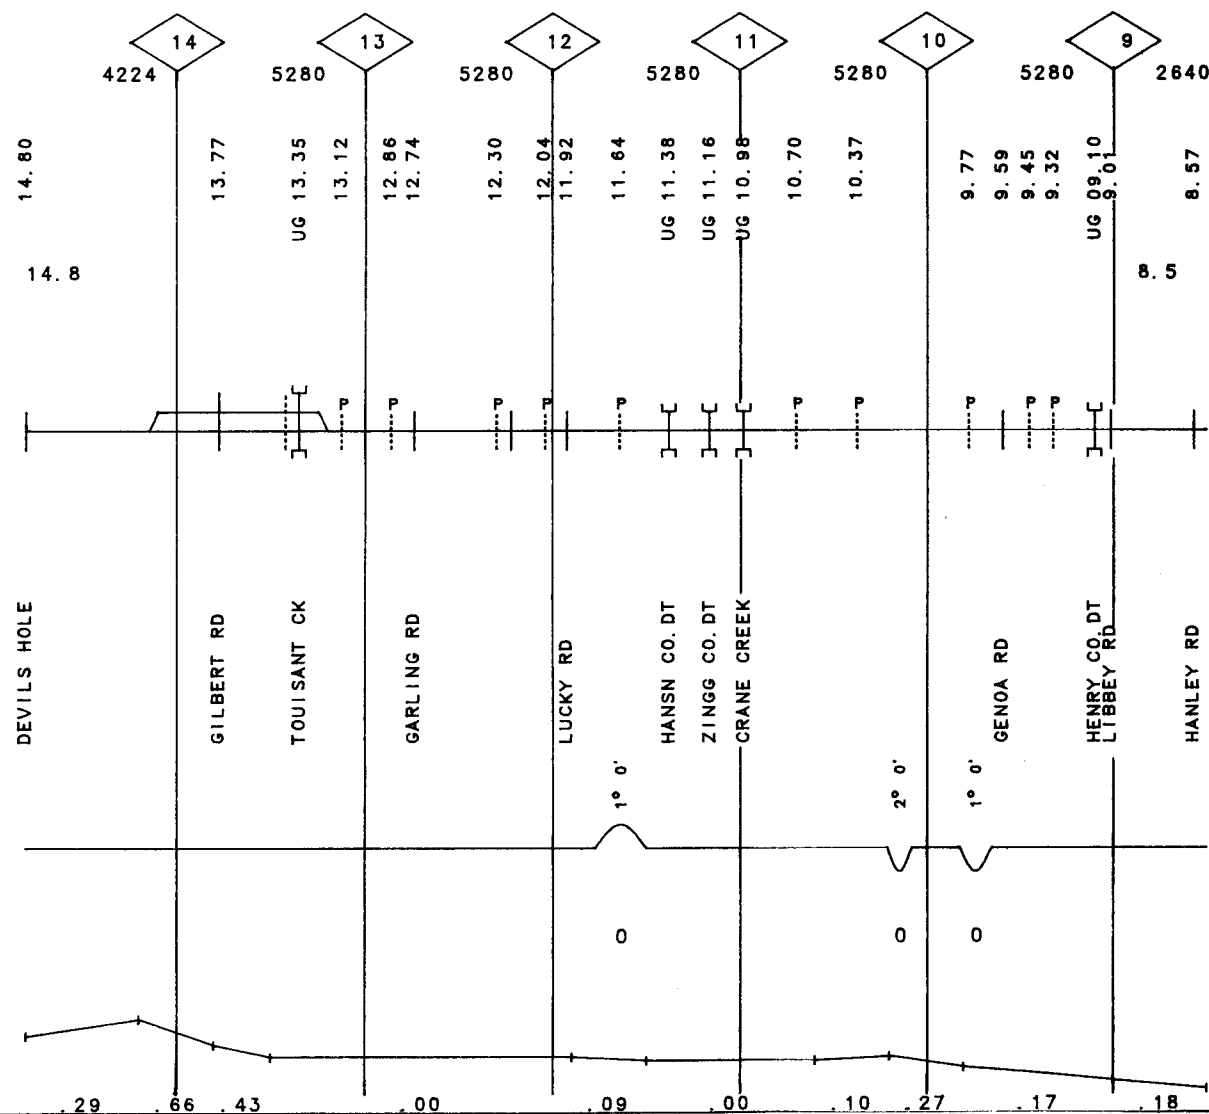 14 13 12 11 10 9
4224 5280 5280 5280 5280 5280 2640
14.80
13.77
UG 13.35
13.12
12.86
12.74
12.30
12.04
11.92
11.64
UG 11.38
UG 11.16
UG 10.98
10.70
10.37
9.77
9.59
9.45
9.32
UG 09.10
9.01
8.57
14.8 8.5
P P P P P P P P P P
DEVILS HOLE
GILBERT RD
TOUISANT CK
GARLING RD
LUCKY RD
HANSN CO.DT
ZINGG CO.DT
CRANE CREEK
GENOA RD
HENRY CO.DT
LIBBEY RD
HANLEY RD
1° 0' 2° 0' 1° 0'
0 0 0
.29 .66 .43 .00 .09 .00 .10 .27 .17 .18